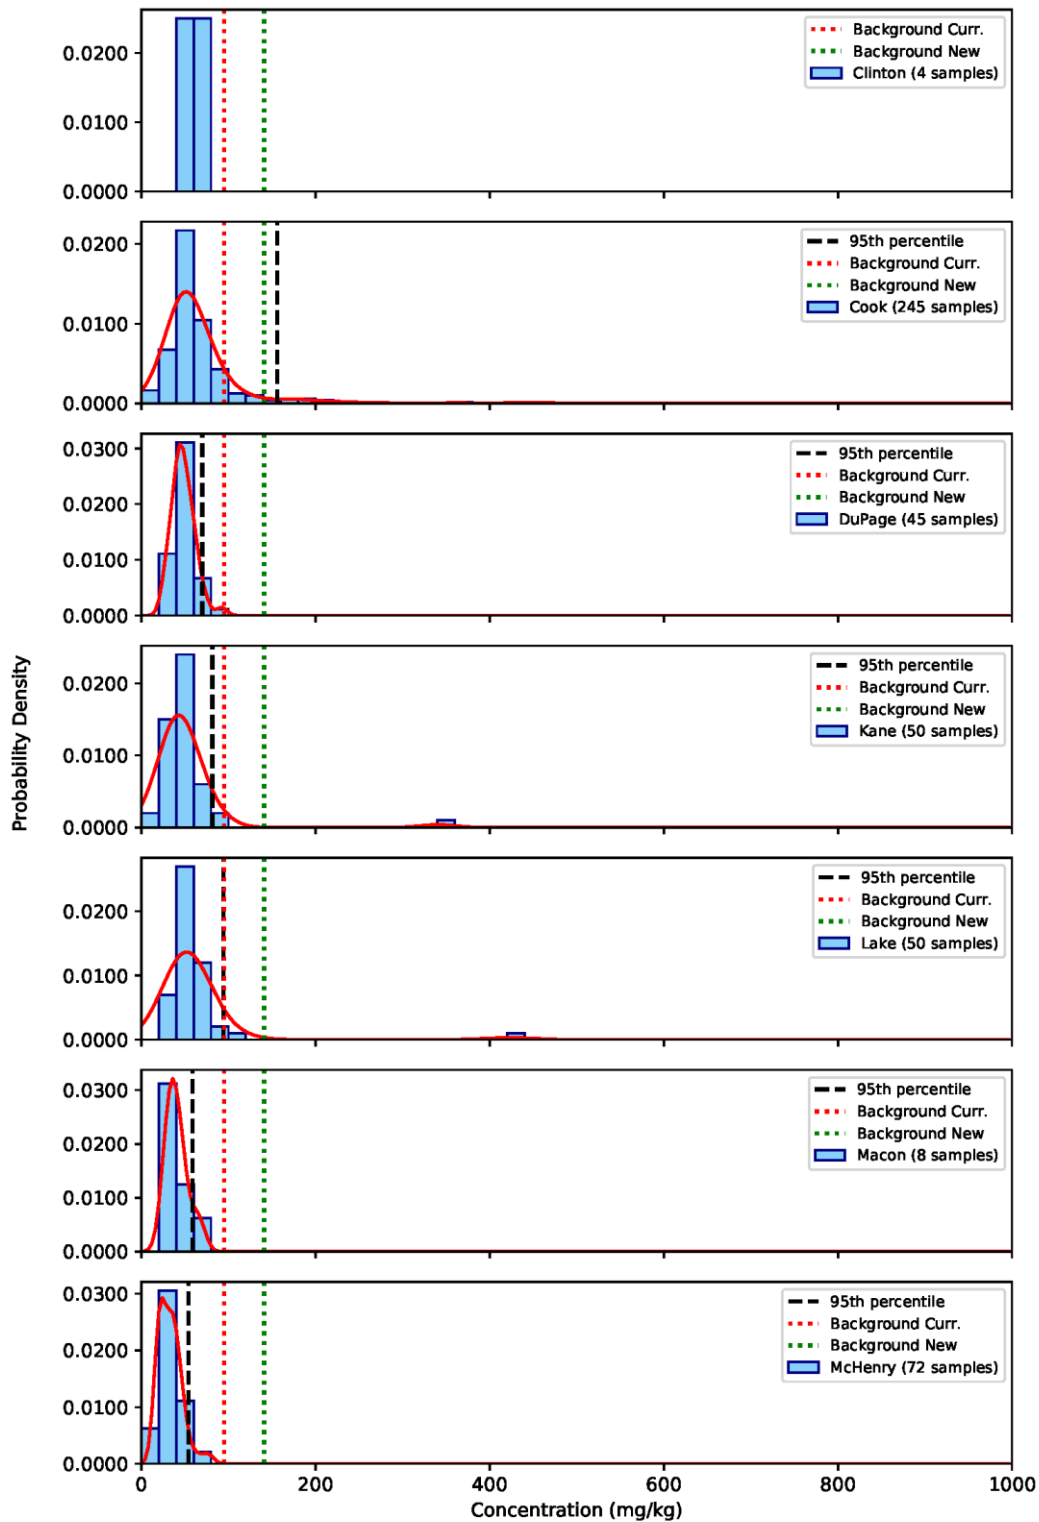 Probability Density
0.0200
0.0100
0.0000
Background Curr.
Background New
Clinton (4 samples)
0.0200
0.0100
0.0000
95th percentile
Background Curr.
Background New
Cook (245 samples)
0.0300
0.0200
0.0100
0.0000
95th percentile
Background Curr.
Background New
DuPage (45 samples)
0.0200
0.0100
0.0000
95th percentile
Background Curr.
Background New
Kane (50 samples)
0.0200
0.0100
0.0000
95th percentile
Background Curr.
Background New
Lake (50 samples)
0.0300
0.0200
0.0100
0.0000
95th percentile
Background Curr.
Background New
Macon (8 samples)
0.0300
0.0200
0.0100
0.0000
95th percentile
Background Curr.
Background New
McHenry (72 samples)
0 200 400 600 800 1000
Concentration (mg/kg)